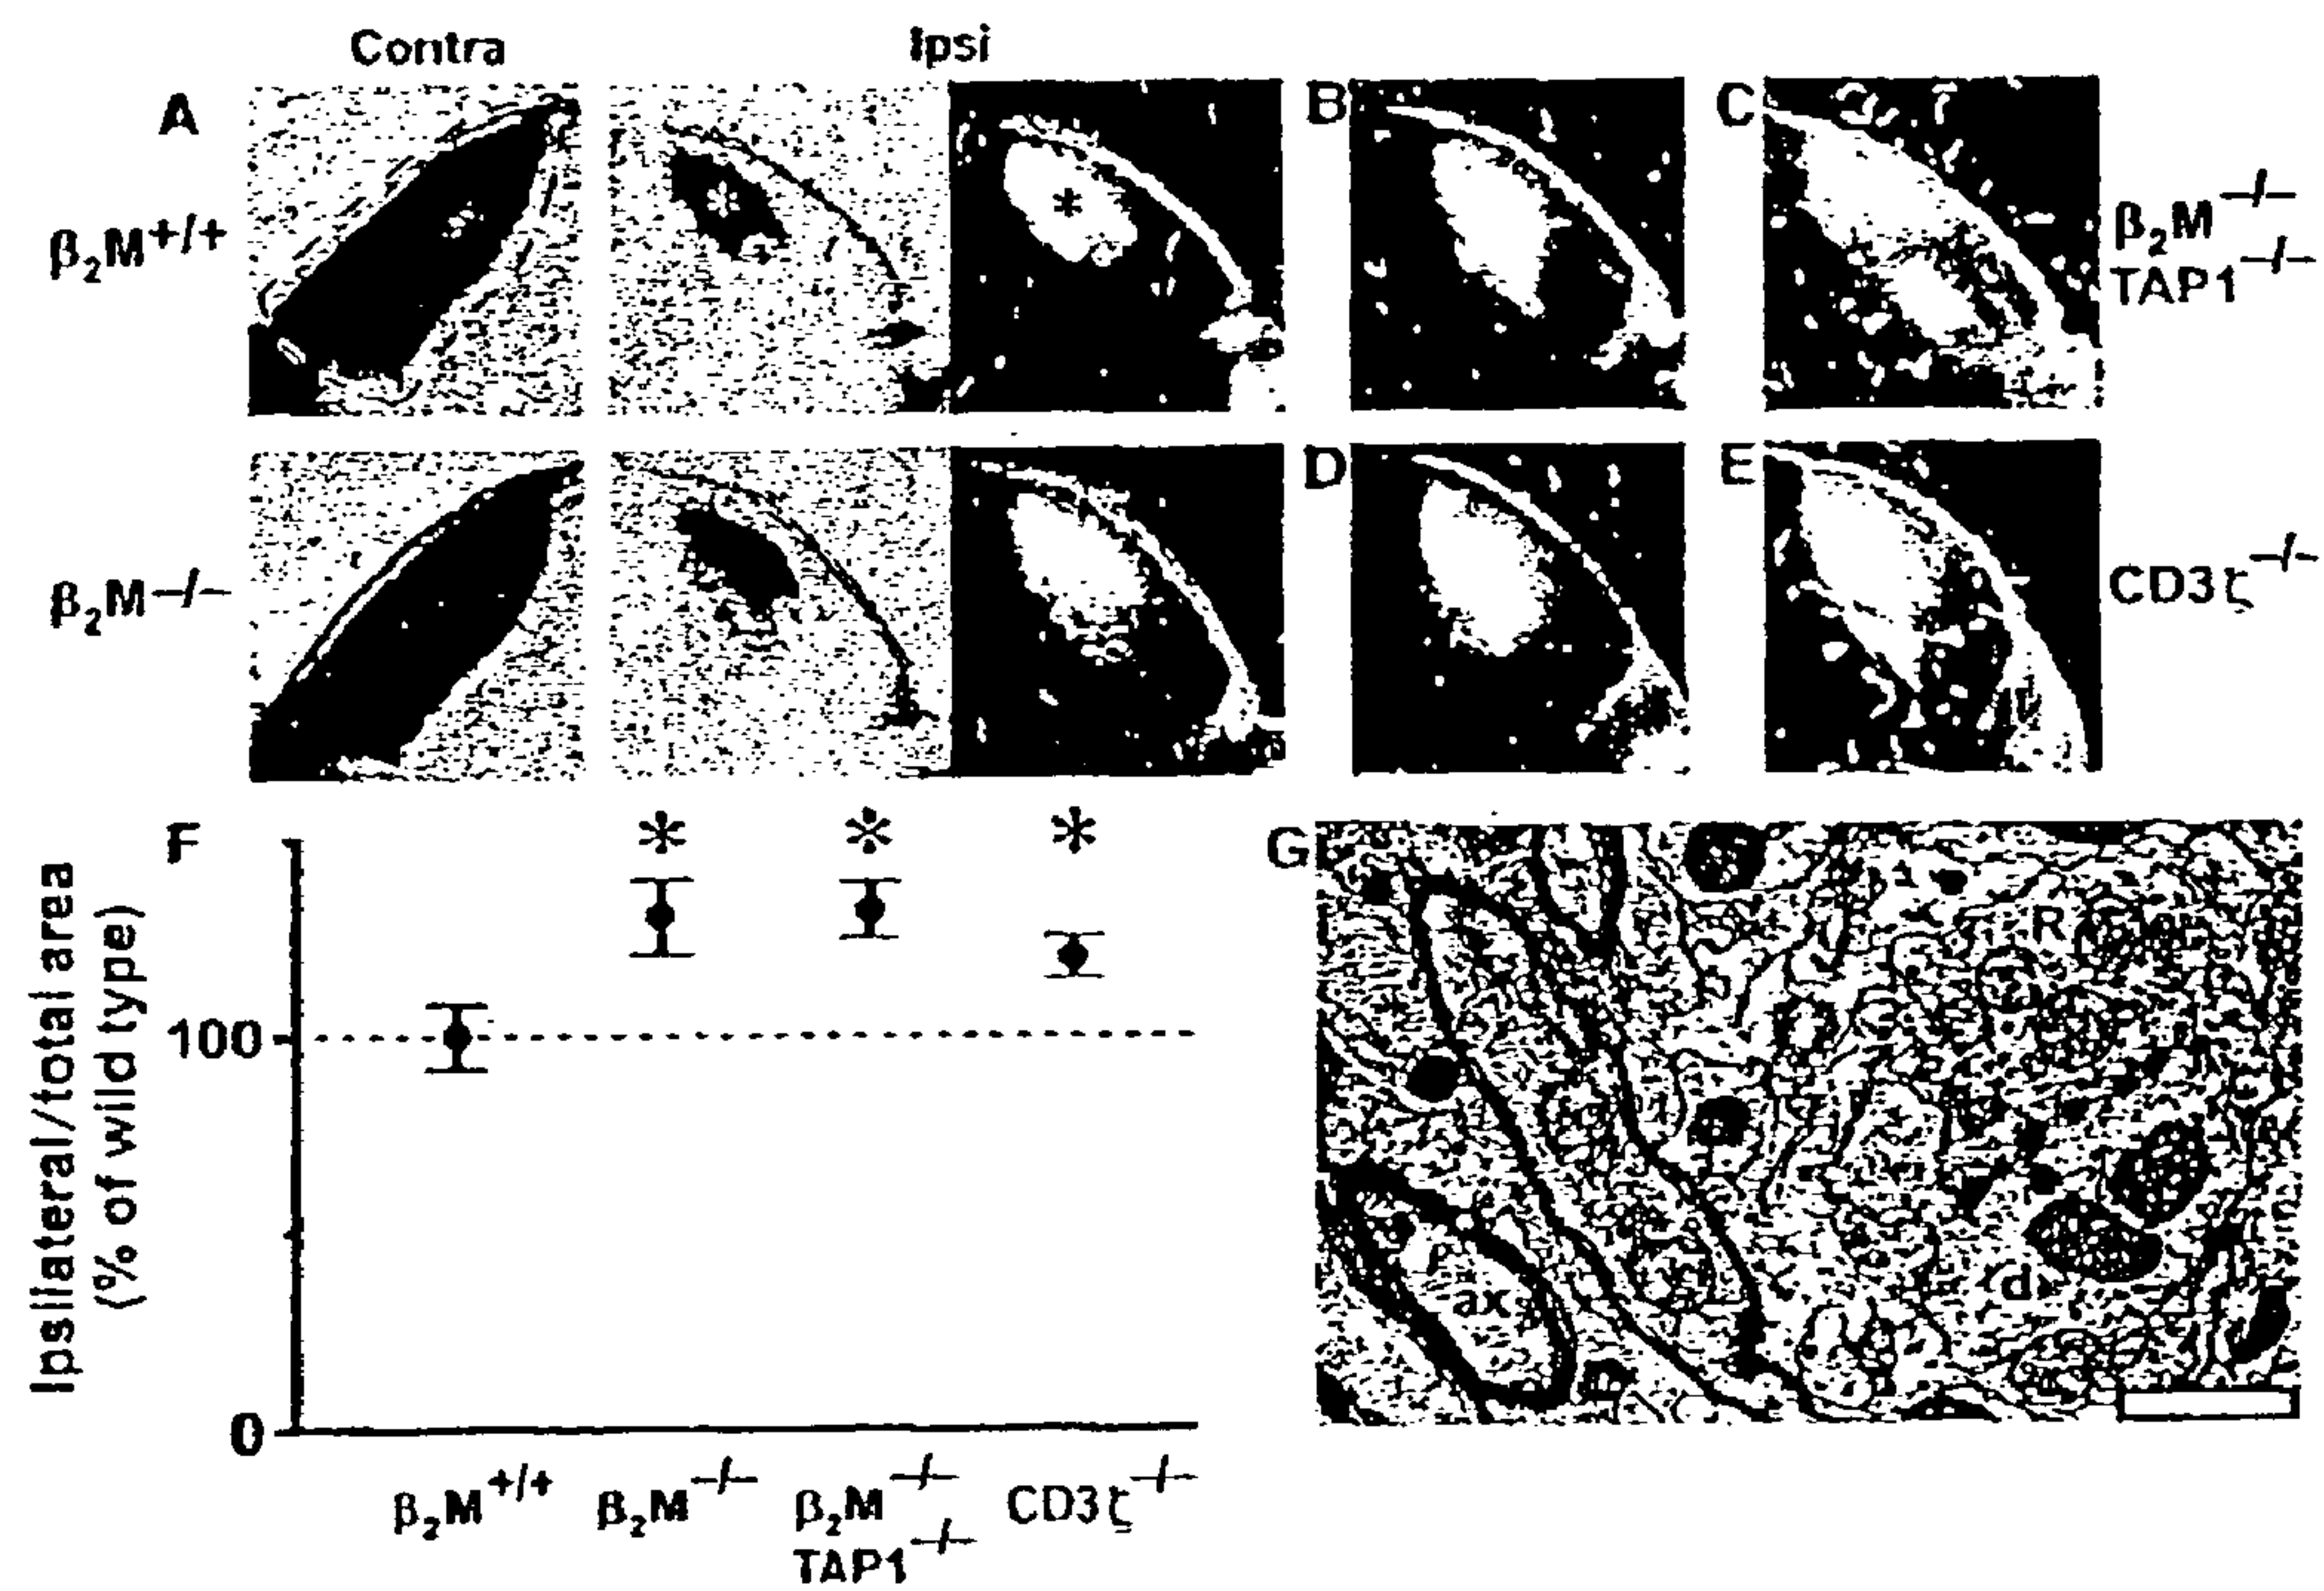 Contra
Ipsi
A
B
C
β₂M+/+
*
*
β₂M−/−
TAP1−/−
β₂M−/−
D
E
CD3ζ−/−
F
* * *
Ipsilateral/total area
(% of wild type)
100
0
β₂M+/+
β₂M−/−
β₂M−/−
TAP1−/−
CD3ζ−/−
G
R
d
ax